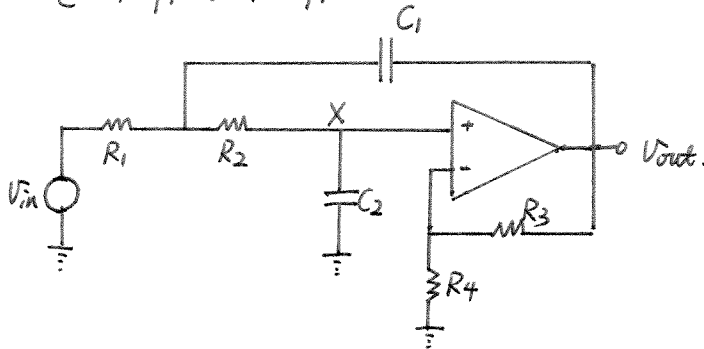 C₁
X
+
R₁
R₂
Vout.
-
Vin
C₂
R₃
R₄